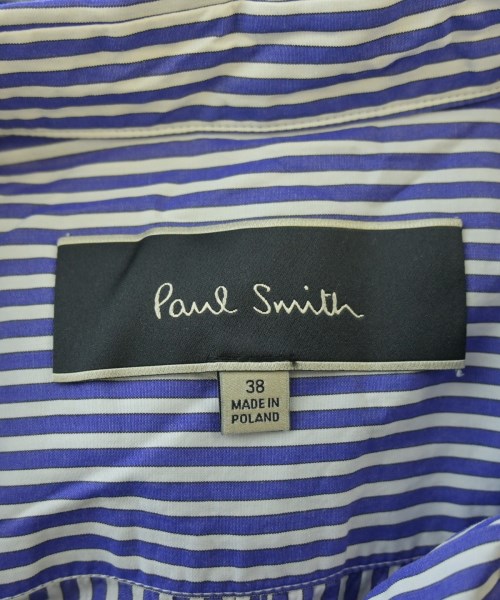 Paul Smith
38
MADE IN
POLAND